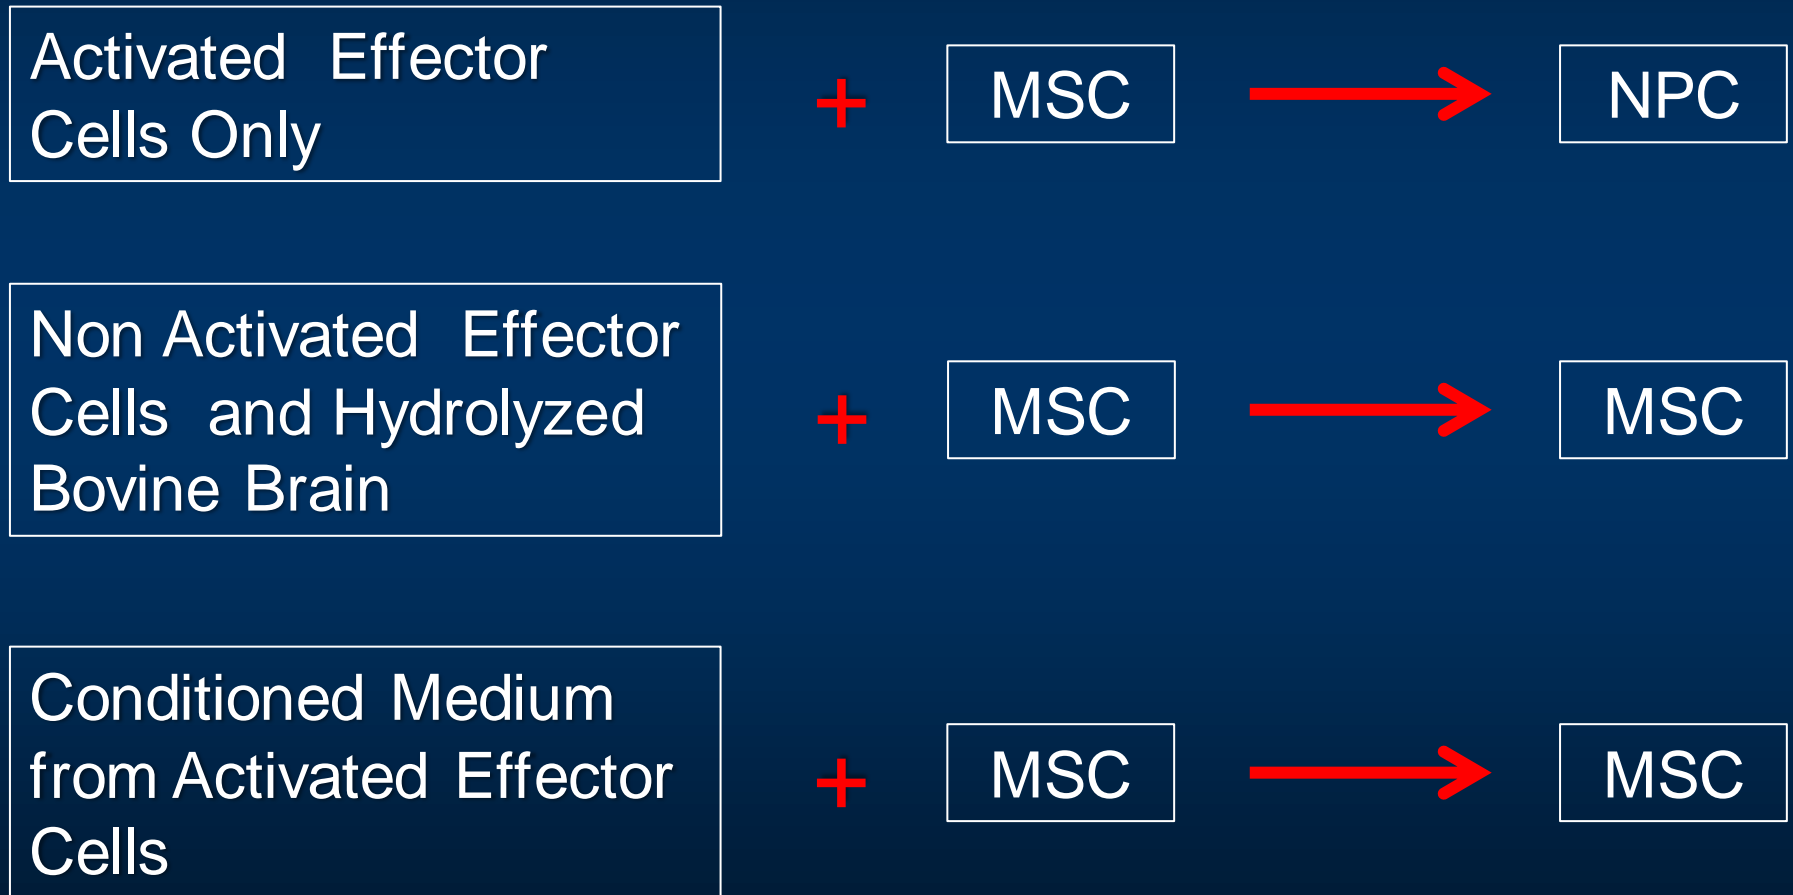 Activated Effector
Cells Only
+
MSC
NPC
Non Activated Effector
Cells and Hydrolyzed
Bovine Brain
+
MSC
MSC
Conditioned Medium
from Activated Effector
Cells
+
MSC
MSC